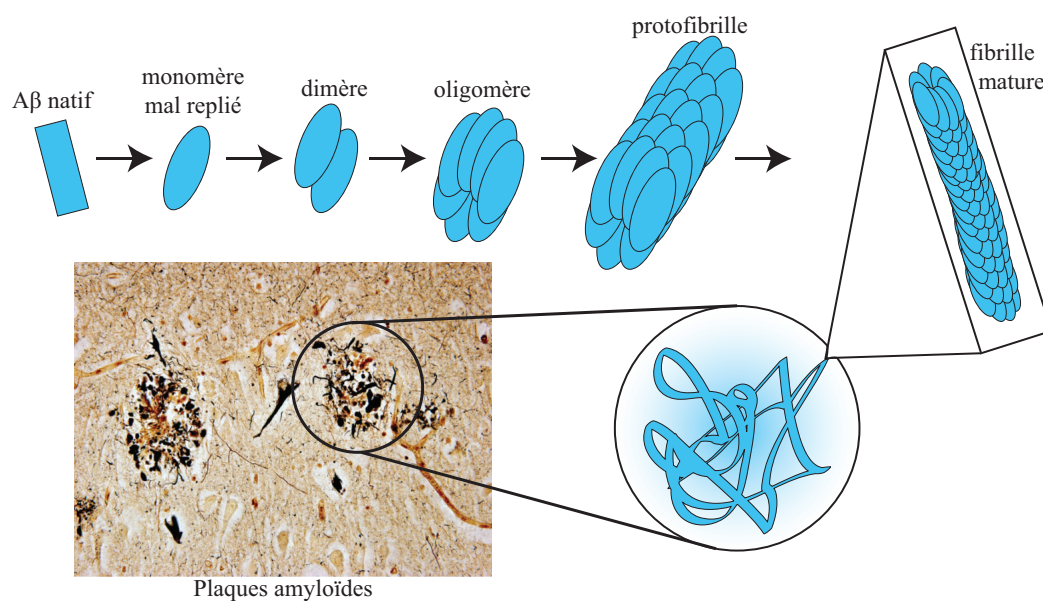 Aβ natif
monomère
mal replié
dimère
oligomère
protofibrille
fibrille
mature
Plaques amyloïdes